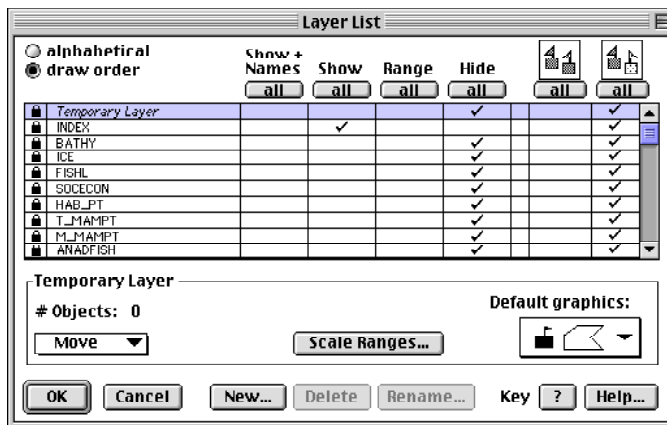 Layer List
alphabetical
draw order
Show + Names Show Range Hide
all all all all all all
Temporary Layer
INDEX
BATHY
ICE
FISHL
SOCECON
HAB_PT
T_MAMPT
M_MAMPT
ANADFISH
Temporary Layer
# Objects: 0
Default graphics:
Move Scale Ranges...
OK Cancel New... Delete Rename... Key ? Help...